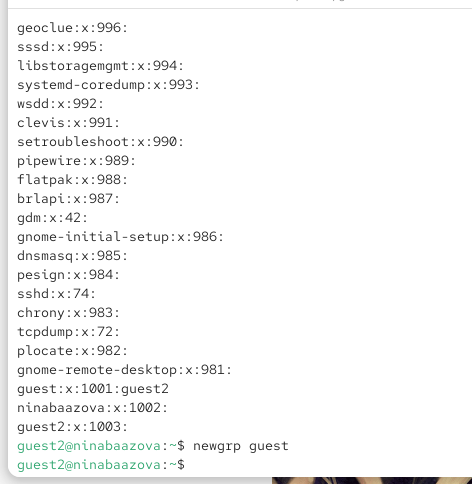 geoclue:x:996:
sssd:x:995:
libstoragemgmt:x:994:
systemd-coredump:x:993:
wsdd:x:992:
clevis:x:991:
setroubleshoot:x:990:
pipewire:x:989:
flatpak:x:988:
brlapi:x:987:
gdm:x:42:
gnome-initial-setup:x:986:
dnsmasq:x:985:
pesign:x:984:
sshd:x:74:
chrony:x:983:
tcpdump:x:72:
plocate:x:982:
gnome-remote-desktop:x:981:
guest:x:1001:guest2
ninabaazova:x:1002:
guest2:x:1003:
guest2@ninabaazova:~$ newgrp guest
guest2@ninabaazova:~$